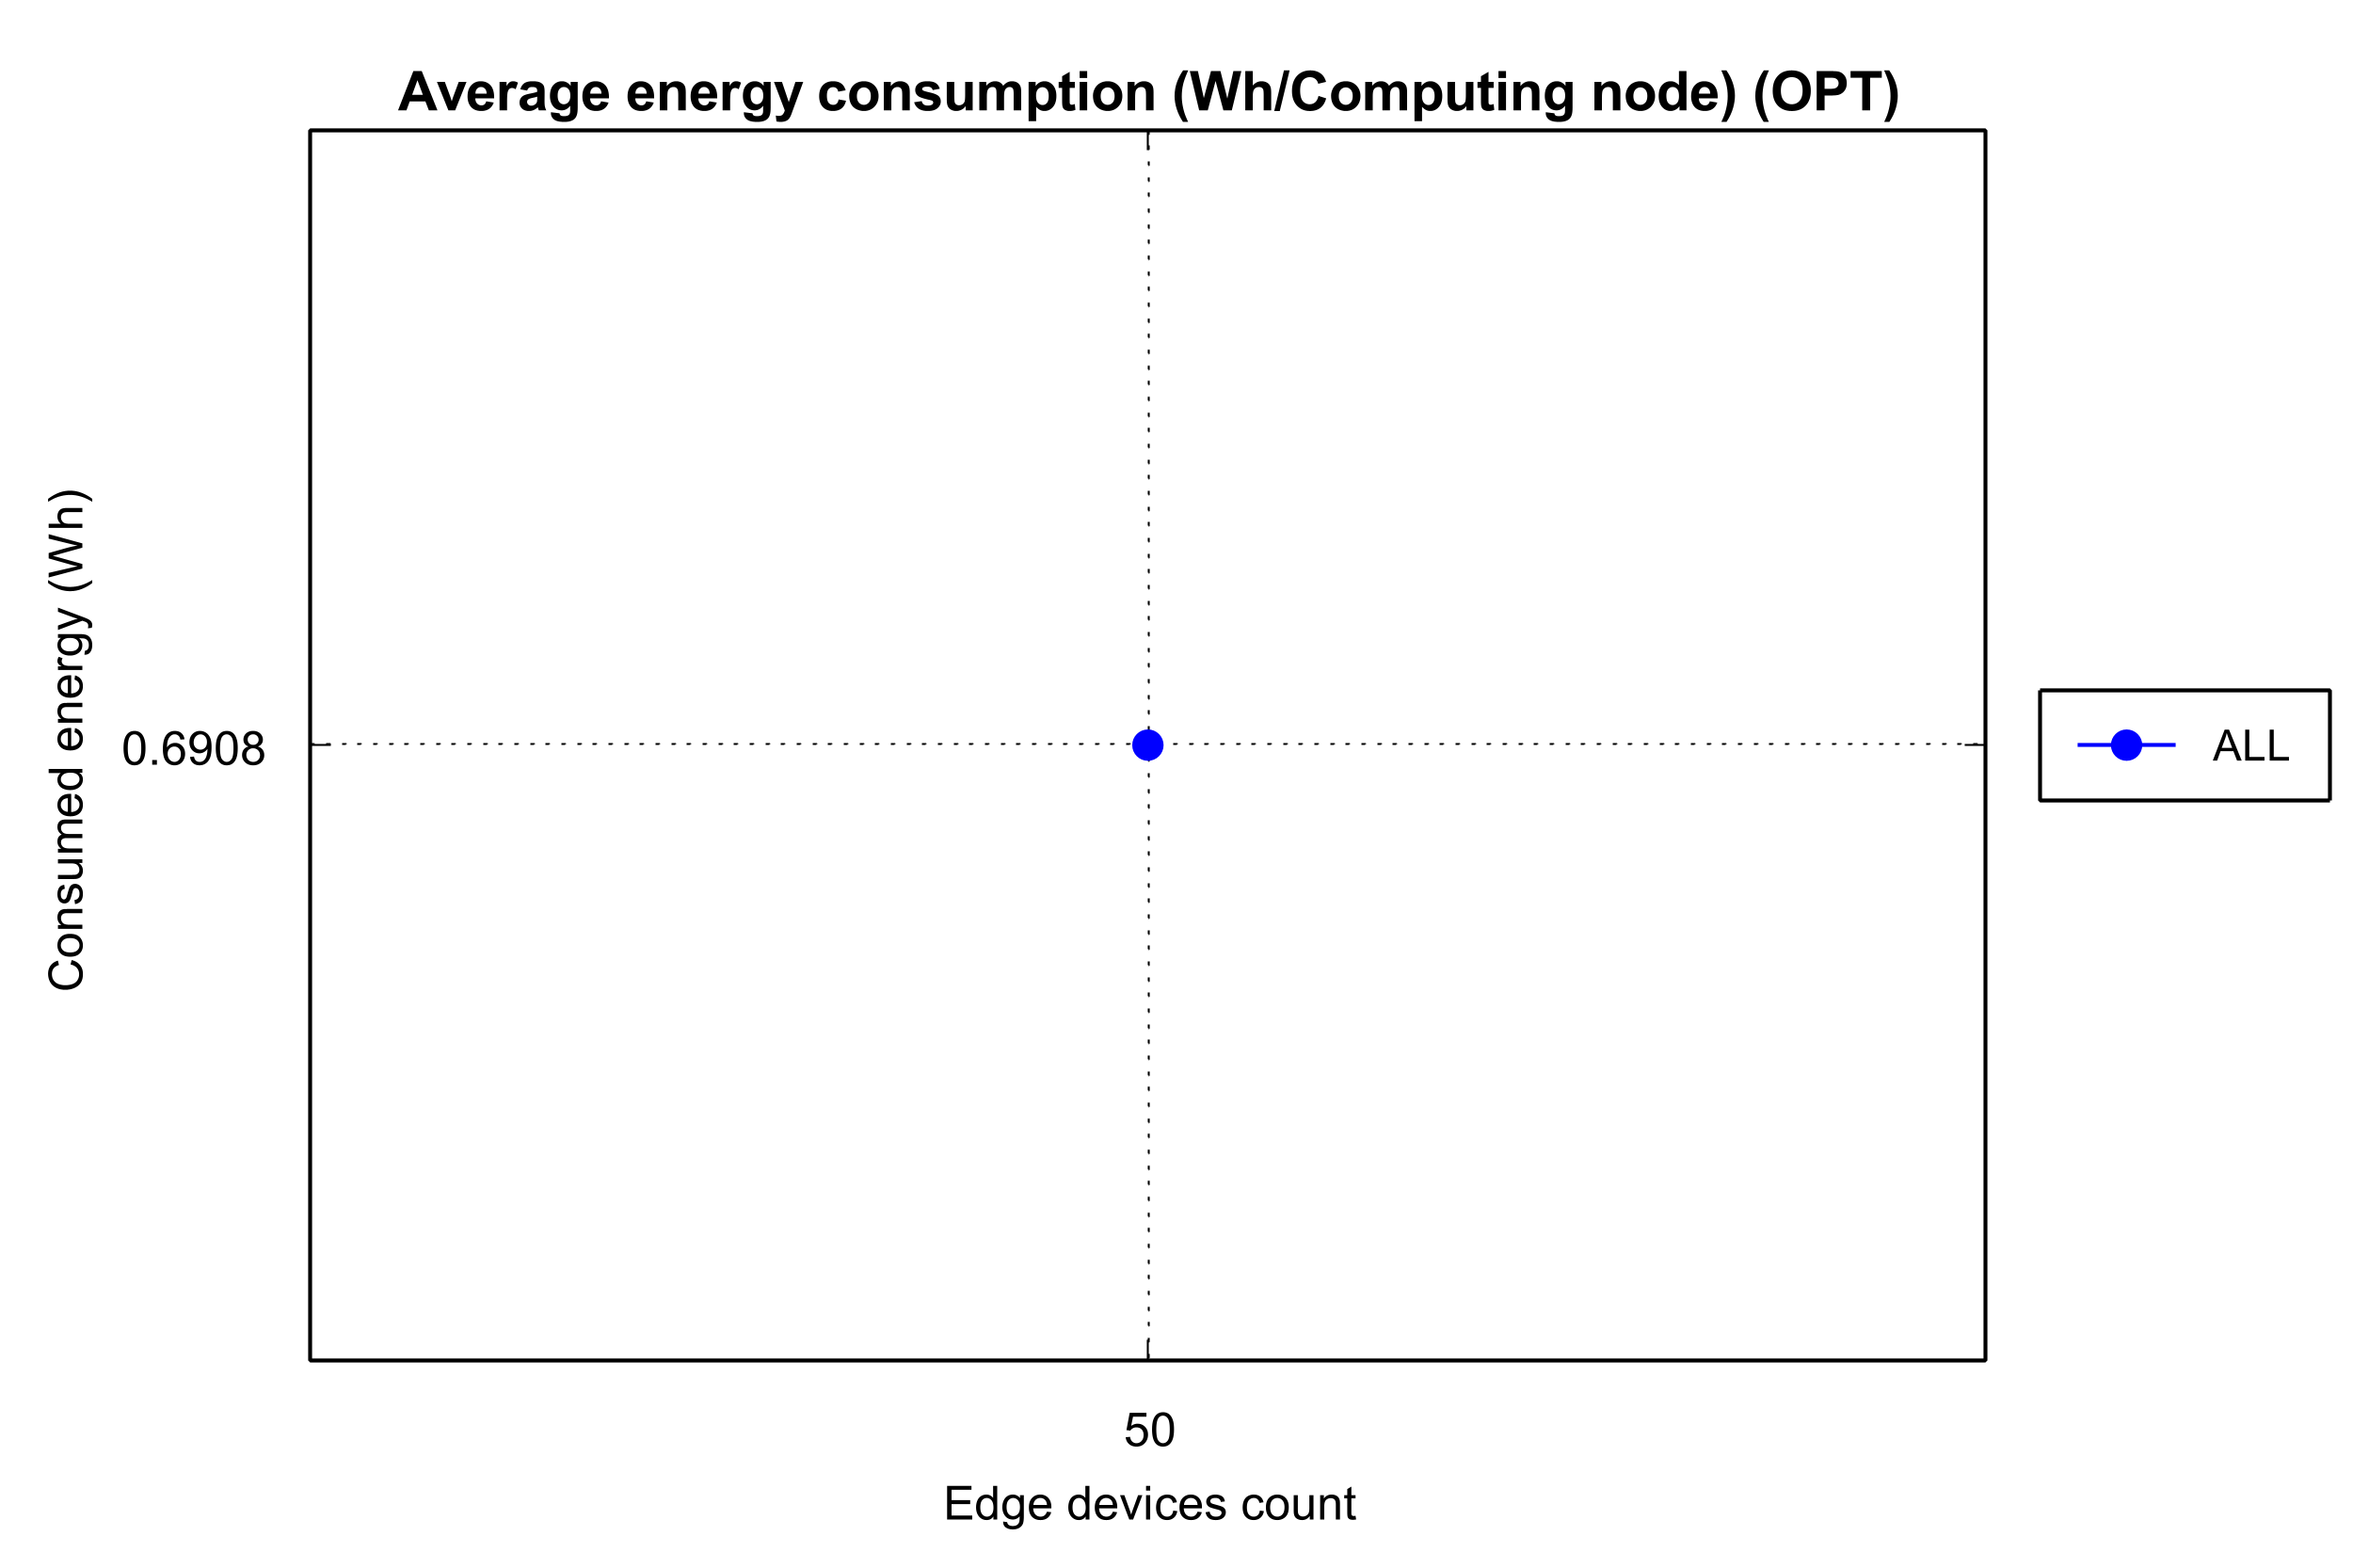 Average energy consumption (Wh/Computing node) (OPT)
Consumed energy (Wh)
0.6908
ALL
50
Edge devices count